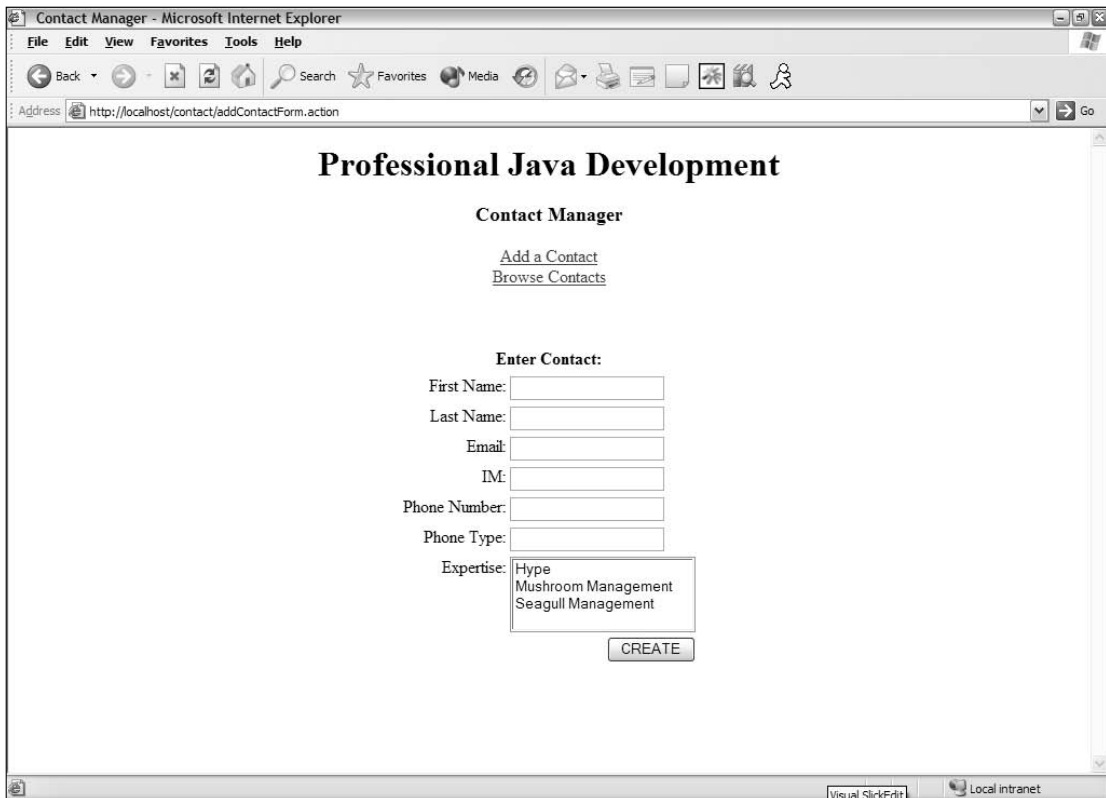 Contact Manager - Microsoft Internet Explorer
File Edit View Favorites Tools Help
Back Search Favorites Media
Address http://localhost/contact/addContactForm.action Go
Professional Java Development
Contact Manager
Add a Contact
Browse Contacts
Enter Contact:
First Name:
Last Name:
Email:
IM:
Phone Number:
Phone Type:
Expertise: Hype
Mushroom Management
Seagull Management
CREATE
Visual SlickEdit
Local intranet